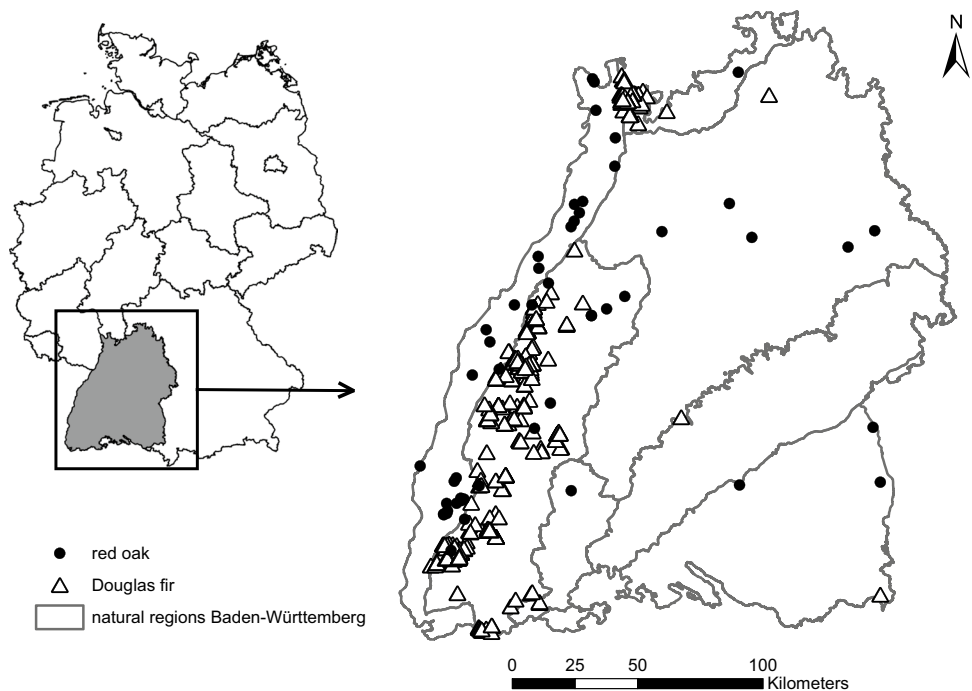 N
red oak
Douglas fir
natural regions Baden-Württemberg
0 25 50 100
Kilometers